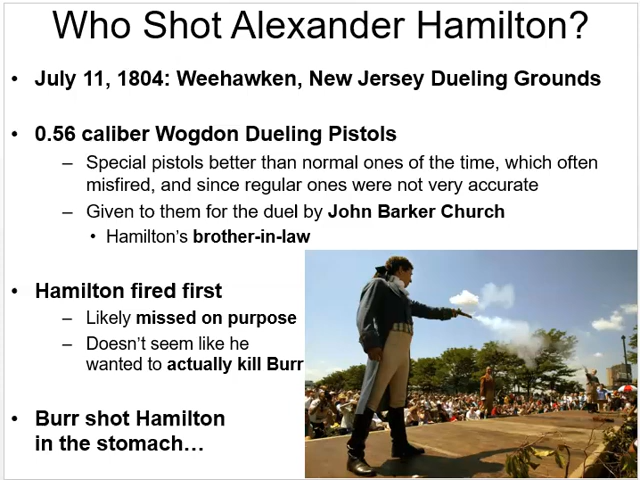 Who Shot Alexander Hamilton?
• July 11, 1804: Weehawken, New Jersey Dueling Grounds
• 0.56 caliber Wogdon Dueling Pistols
– Special pistols better than normal ones of the time, which often
misfired, and since regular ones were not very accurate
– Given to them for the duel by John Barker Church
• Hamilton's brother-in-law
• Hamilton fired first
– Likely missed on purpose
– Doesn't seem like he
wanted to actually kill Burr
• Burr shot Hamilton
in the stomach…